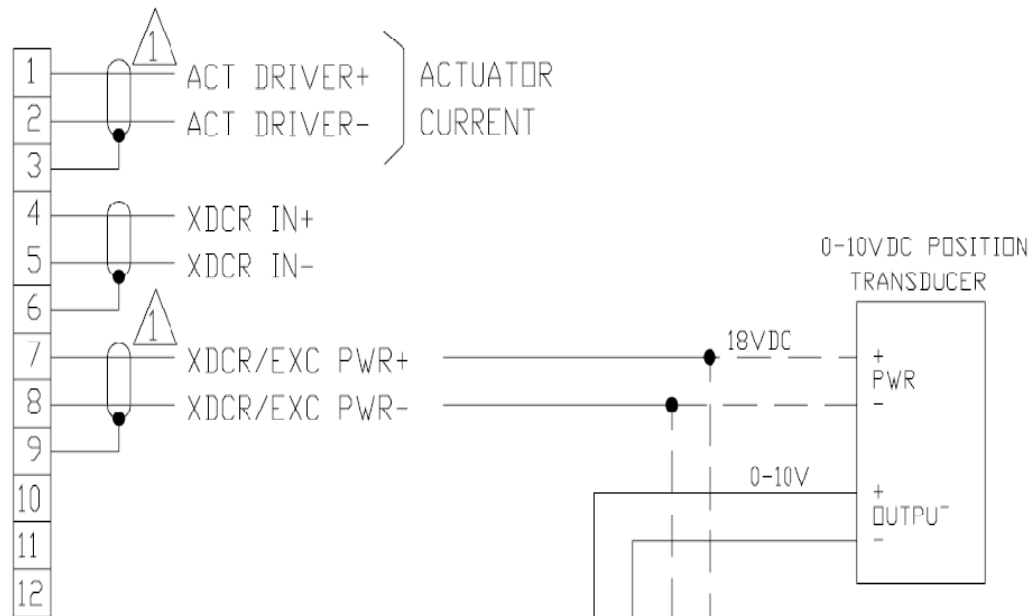 1
1
ACT DRIVER+
ACTUATOR
2
ACT DRIVER-
CURRENT
3
4
XDCR IN+
5
XDCR IN-
6
0-10VDC POSITION
TRANSDUCER
1
7
XDCR/EXC PWR+
18VDC
+
PWR
8
XDCR/EXC PWR-
-
9
10
0-10V
+
OUTPUT
11
-
12